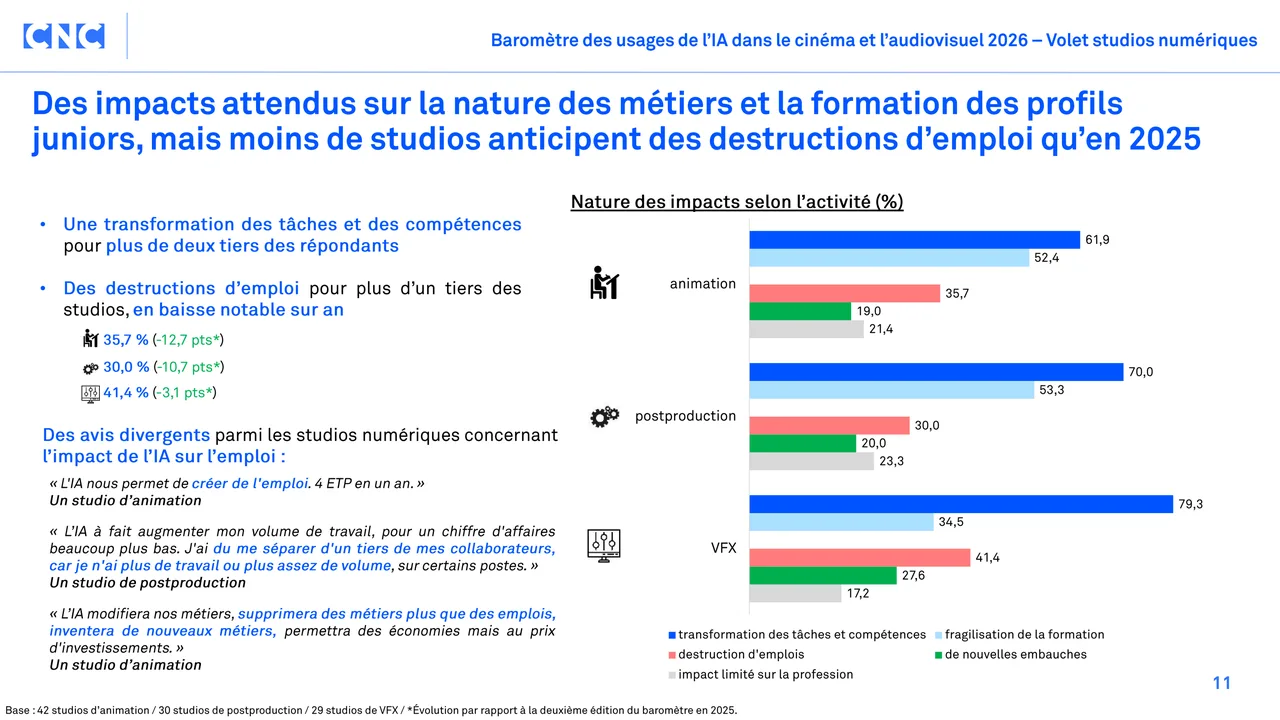 CNC
Baromètre des usages de l'IA dans le cinéma et l'audiovisuel 2026 – Volet studios numériques
Des impacts attendus sur la nature des métiers et la formation des profils
juniors, mais moins de studios anticipent des destructions d'emploi qu'en 2025
• Une transformation des tâches et des compétences
pour plus de deux tiers des répondants
• Des destructions d'emploi pour plus d'un tiers des
studios, en baisse notable sur an
35,7 % (-12,7 pts*)
30,0 % (-10,7 pts*)
41,4 % (-3,1 pts*)
Des avis divergents parmi les studios numériques concernant
l'impact de l'IA sur l'emploi :
« L'IA nous permet de créer de l'emploi. 4 ETP en un an. »
Un studio d'animation
« L'IA à fait augmenter mon volume de travail, pour un chiffre d'affaires
beaucoup plus bas. J'ai du me séparer d'un tiers de mes collaborateurs,
car je n'ai plus de travail ou plus assez de volume, sur certains postes. »
Un studio de postproduction
« L'IA modifiera nos métiers, supprimera des métiers plus que des emplois,
inventera de nouveaux métiers, permettra des économies mais au prix
d'investissements. »
Un studio d'animation
Nature des impacts selon l'activité (%)
animation
61,9
52,4
35,7
19,0
21,4
postproduction
70,0
53,3
30,0
20,0
23,3
VFX
79,3
34,5
41,4
27,6
17,2
transformation des tâches et compétences
fragilisation de la formation
destruction d'emplois
de nouvelles embauches
impact limité sur la profession
11
Base : 42 studios d'animation / 30 studios de postproduction / 29 studios de VFX / *Évolution par rapport à la deuxième édition du baromètre en 2025.